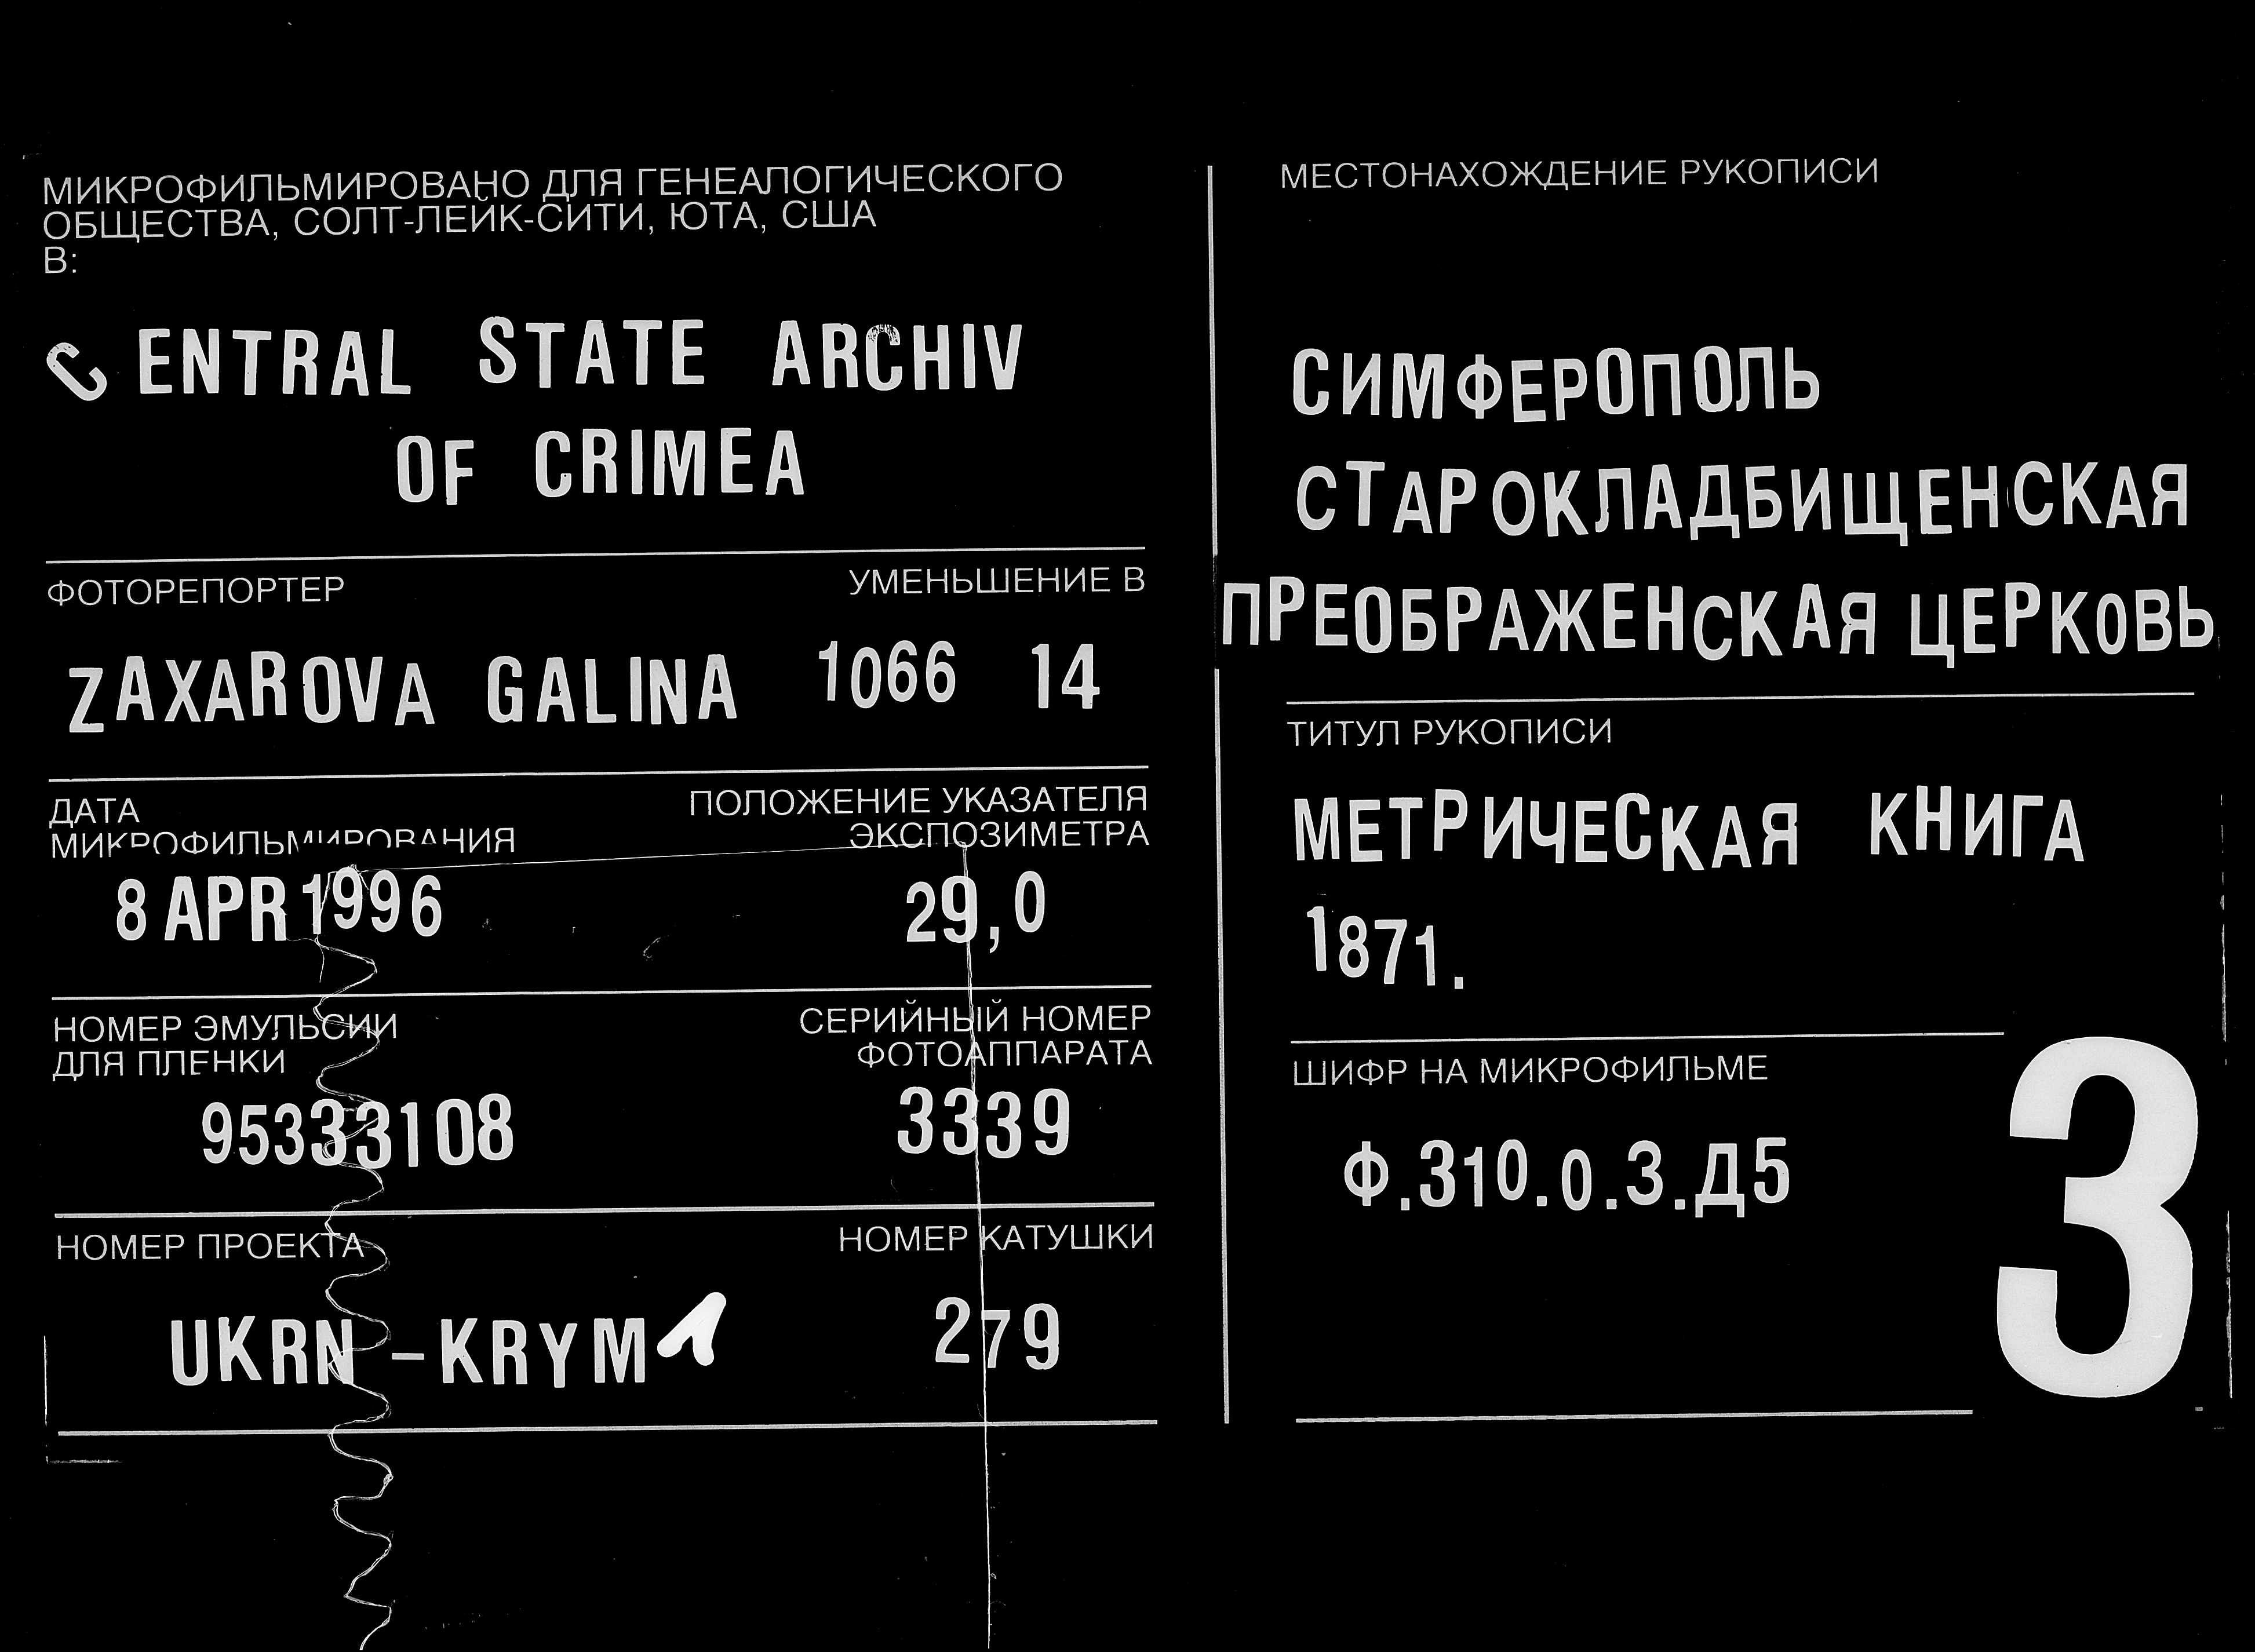 МИКРОФИЛЬМИРОВАНО ДЛЯ ГЕНЕАЛОГИЧЕСКОГО
ОБЩЕСТВА, СОЛТ-ЛЕЙК-СИТИ, ЮТА, США
В:
CENTRAL STATE ARCHIV
OF CRIMEA
ФОТОРЕПОРТЕР УМЕНЬШЕНИЕ В
ZAXAROVA GALINA 1066 14
ДАТА
МИКРОФИЛЬМИРОВАНИЯ
ПОЛОЖЕНИЕ УКАЗАТЕЛЯ
ЭКСПОЗИМЕТРА
8 APR 1996 29,0
НОМЕР ЭМУЛЬСИИ
ДЛЯ ПЛЕНКИ
СЕРИЙНЫЙ НОМЕР
ФОТОАППАРАТА
95333108 3339
НОМЕР ПРОЕКТА НОМЕР КАТУШКИ
UKRN-KRYM 1 279
МЕСТОНАХОЖДЕНИЕ РУКОПИСИ
СИМФЕРОПОЛЬ
СТАРОКЛАДБИЩЕНСКАЯ
ПРЕОБРАЖЕНСКАЯ ЦЕРКОВЬ
ТИТУЛ РУКОПИСИ
МЕТРИЧЕСКАЯ КНИГА
1871.
ШИФР НА МИКРОФИЛЬМЕ
Ф.310.0.3.Д5
3